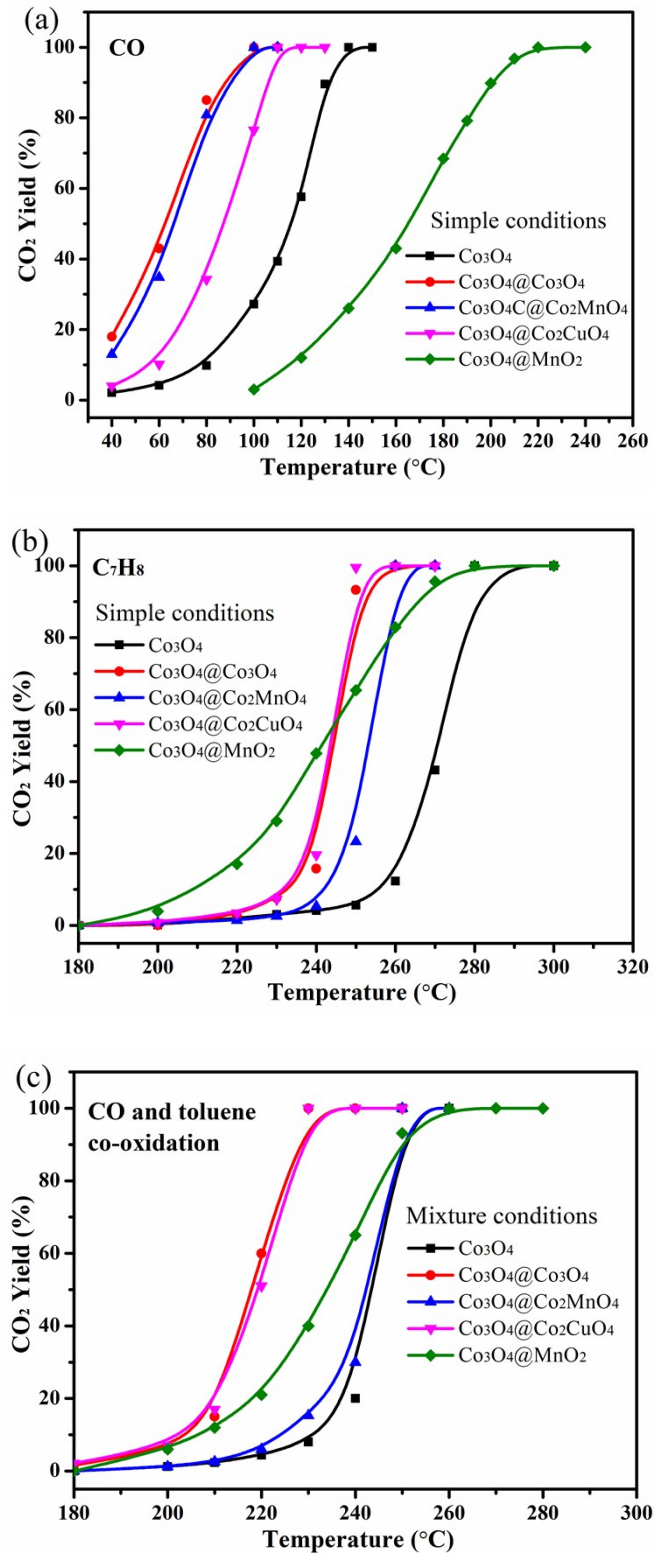 (a)
CO
CO₂ Yield (%)
100
80
60
40
20
0
Simple conditions
Co₃O₄
Co₃O₄@Co₃O₄
Co₃O₄C@Co₂MnO₄
Co₃O₄@Co₂CuO₄
Co₃O₄@MnO₂
40 60 80 100 120 140 160 180 200 220 240 260
Temperature (°C)
(b)
C₇H₈
CO₂ Yield (%)
100
80
60
40
20
0
Simple conditions
Co₃O₄
Co₃O₄@Co₃O₄
Co₃O₄@Co₂MnO₄
Co₃O₄@Co₂CuO₄
Co₃O₄@MnO₂
180 200 220 240 260 280 300 320
Temperature (°C)
(c)
CO and toluene
co-oxidation
CO₂ Yield (%)
100
80
60
40
20
0
Mixture conditions
Co₃O₄
Co₃O₄@Co₃O₄
Co₃O₄@Co₂MnO₄
Co₃O₄@Co₂CuO₄
Co₃O₄@MnO₂
180 200 220 240 260 280 300
Temperature (°C)